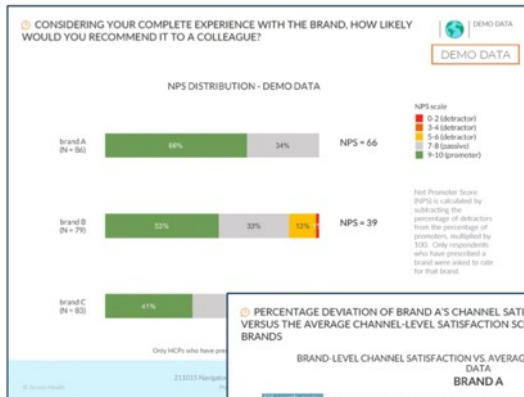 CONSIDERING YOUR COMPLETE EXPERIENCE WITH THE BRAND, HOW LIKELY
WOULD YOU RECOMMEND IT TO A COLLEAGUE?
DEMO DATA
DEMO DATA
NPS DISTRIBUTION - DEMO DATA
NPS scale
0-2 (detractor)
3-4 (detractor)
5-6 (detractor)
7-8 (passive)
9-10 (promoter)
brand A
(N = 86)
66%
34%
NPS = 66
brand B
(N = 79)
53%
33%
13%
NPS = 39
Net Promoter Score
(NPS) is calculated by
subtracting the
percentage of detractors
from the percentage of
promoters, multiplied by
100. Only respondents
who have prescribed a
brand were asked to rate
for that brand.
brand C
(N = 83)
41%
Only HCPs who have pres
211015 Navigator
PERCENTAGE DEVIATION OF BRAND A'S CHANNEL SATI
VERSUS THE AVERAGE CHANNEL-LEVEL SATISFACTION SC
BRANDS
BRAND-LEVEL CHANNEL SATISFACTION VS. AVERAG
DATA
BRAND A